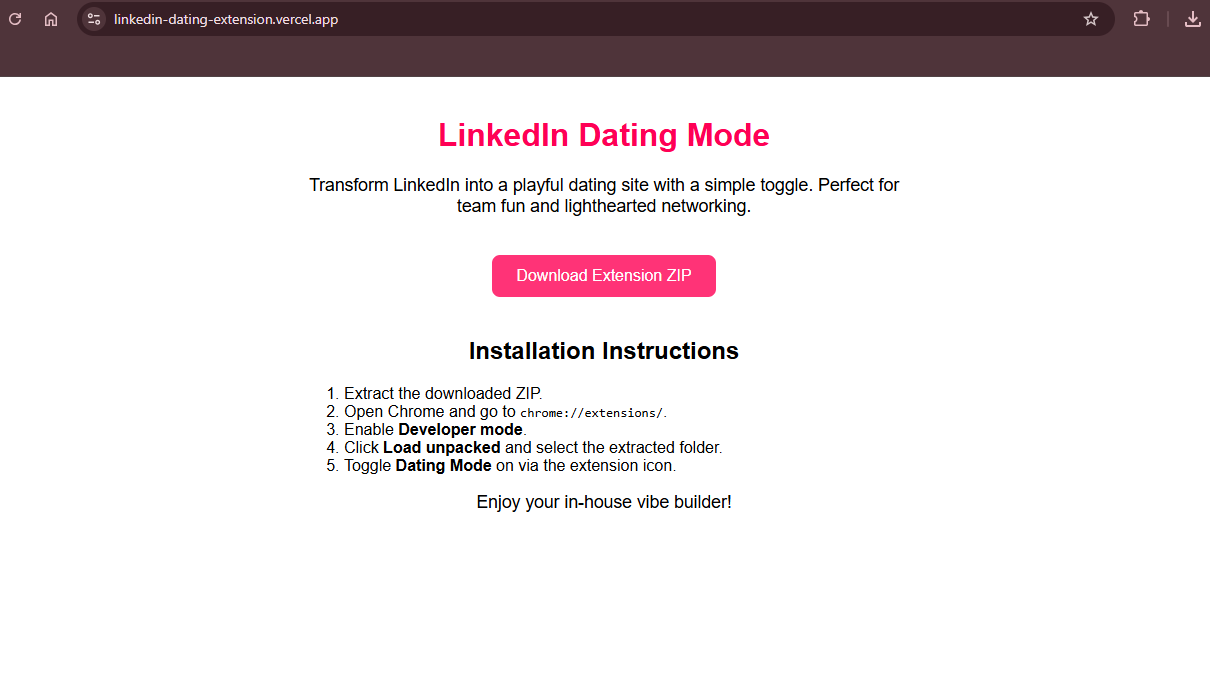 linkedin-dating-extension.vercel.app
LinkedIn Dating Mode
Transform LinkedIn into a playful dating site with a simple toggle. Perfect for
team fun and lighthearted networking.
Download Extension ZIP
Installation Instructions
1. Extract the downloaded ZIP.
2. Open Chrome and go to chrome://extensions/.
3. Enable Developer mode.
4. Click Load unpacked and select the extracted folder.
5. Toggle Dating Mode on via the extension icon.
Enjoy your in-house vibe builder!